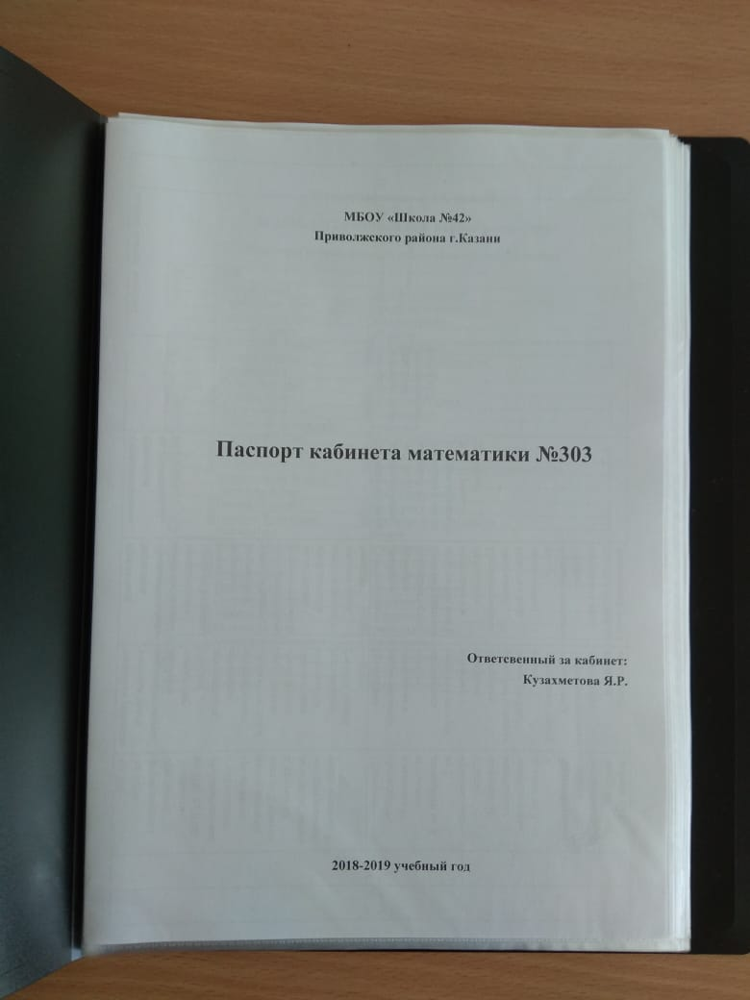 МБОУ «Школа №42»
Приволжского района г.Казани
Паспорт кабинета математики №303
Ответсвенный за кабинет:
Кузахметова Я.Р.
2018-2019 учебный год